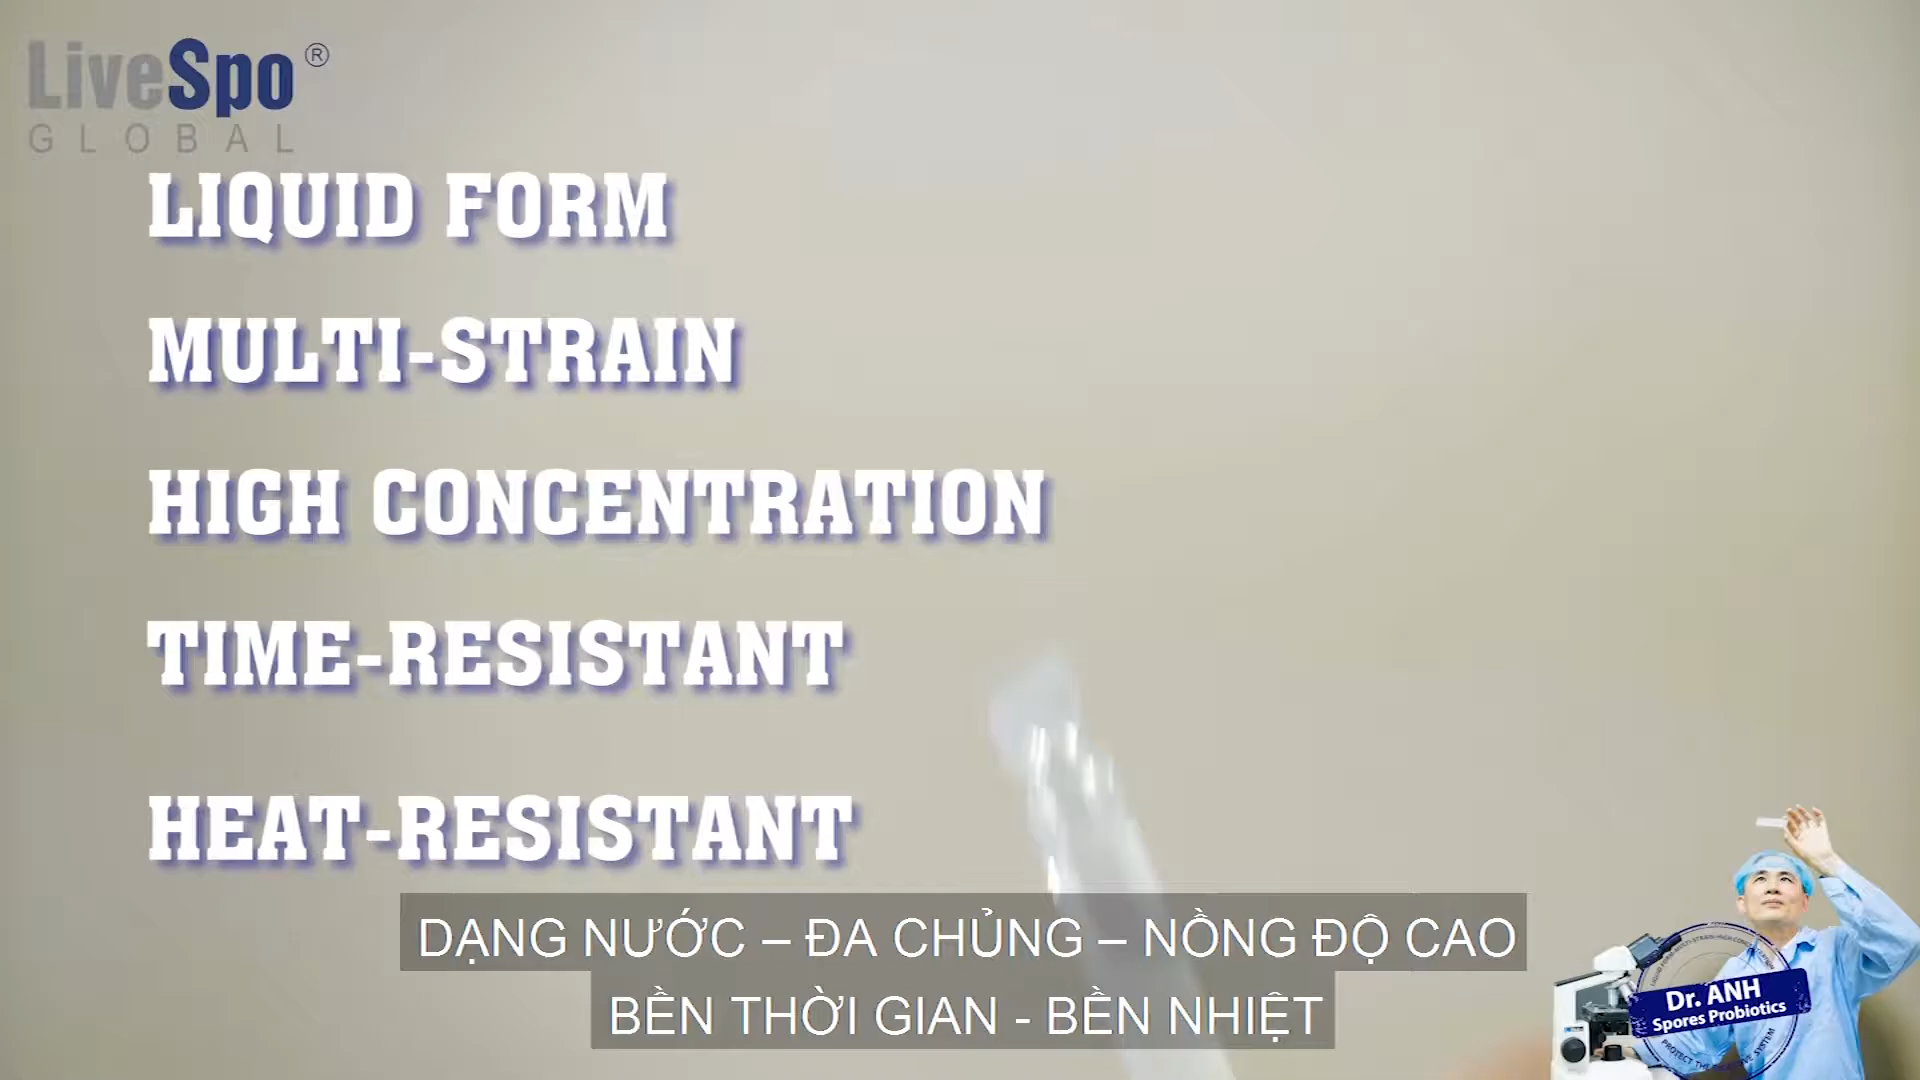 LiveSpo®
GLOBAL
LIQUID FORM
MULTI-STRAIN
HIGH CONCENTRATION
TIME-RESISTANT
HEAT-RESISTANT
DẠNG NƯỚC – ĐA CHỦNG – NỒNG ĐỘ CAO
BỀN THỜI GIAN - BỀN NHIỆT
Dr. ANH
Spores Probiotics